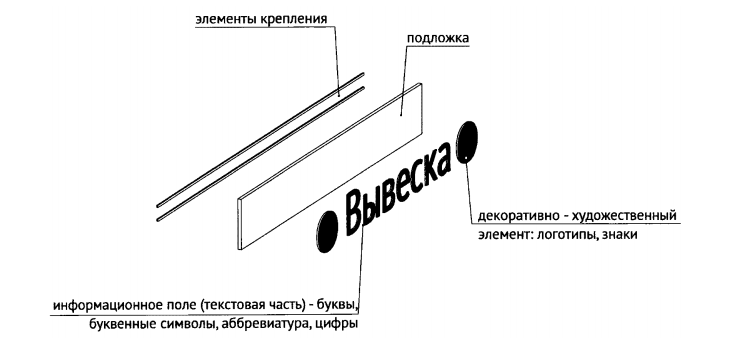 элементы крепления
подложка
Вывеска
декоративно - художественный
элемент: логотипы, знаки
информационное поле (текстовая часть) - буквы,
буквенные символы, аббревиатура, цифры